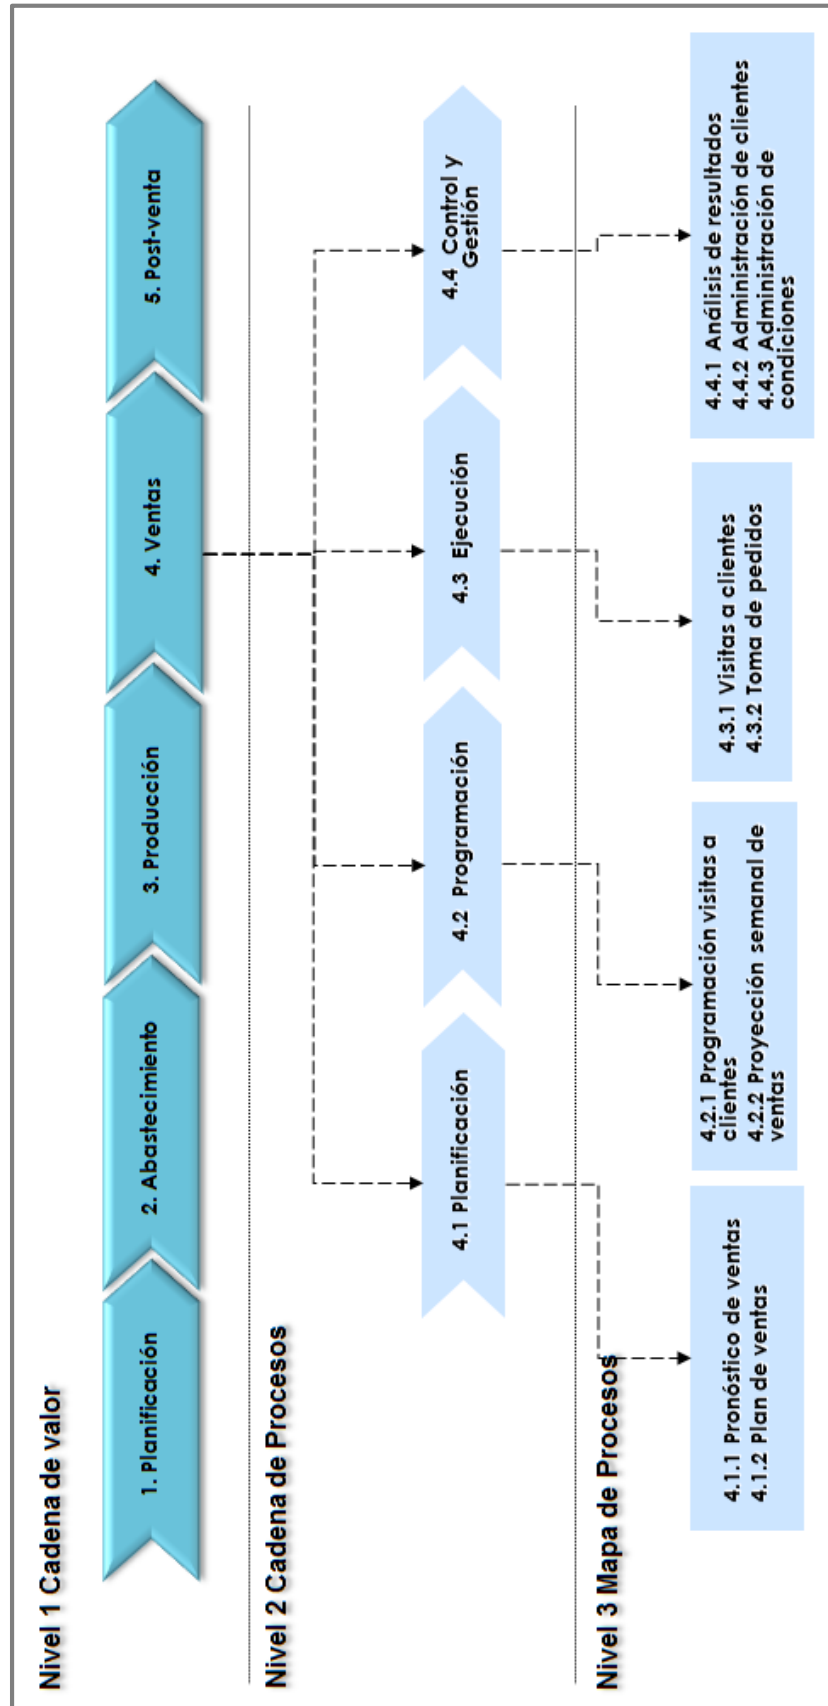 Nivel 1 Cadena de valor
1. Planificación
2. Abastecimiento
3. Producción
4. Ventas
5. Post-venta
Nivel 2 Cadena de Procesos
4.1 Planificación
4.2 Programación
4.3 Ejecución
4.4 Control y
Gestión
Nivel 3 Mapa de Procesos
4.1.1 Pronóstico de ventas
4.1.2 Plan de ventas
4.2.1 Programación visitas a
clientes
4.2.2 Proyección semanal de
ventas
4.3.1 Visitas a clientes
4.3.2 Toma de pedidos
4.4.1 Análisis de resultados
4.4.2 Administración de clientes
4.4.3 Administración de
condiciones